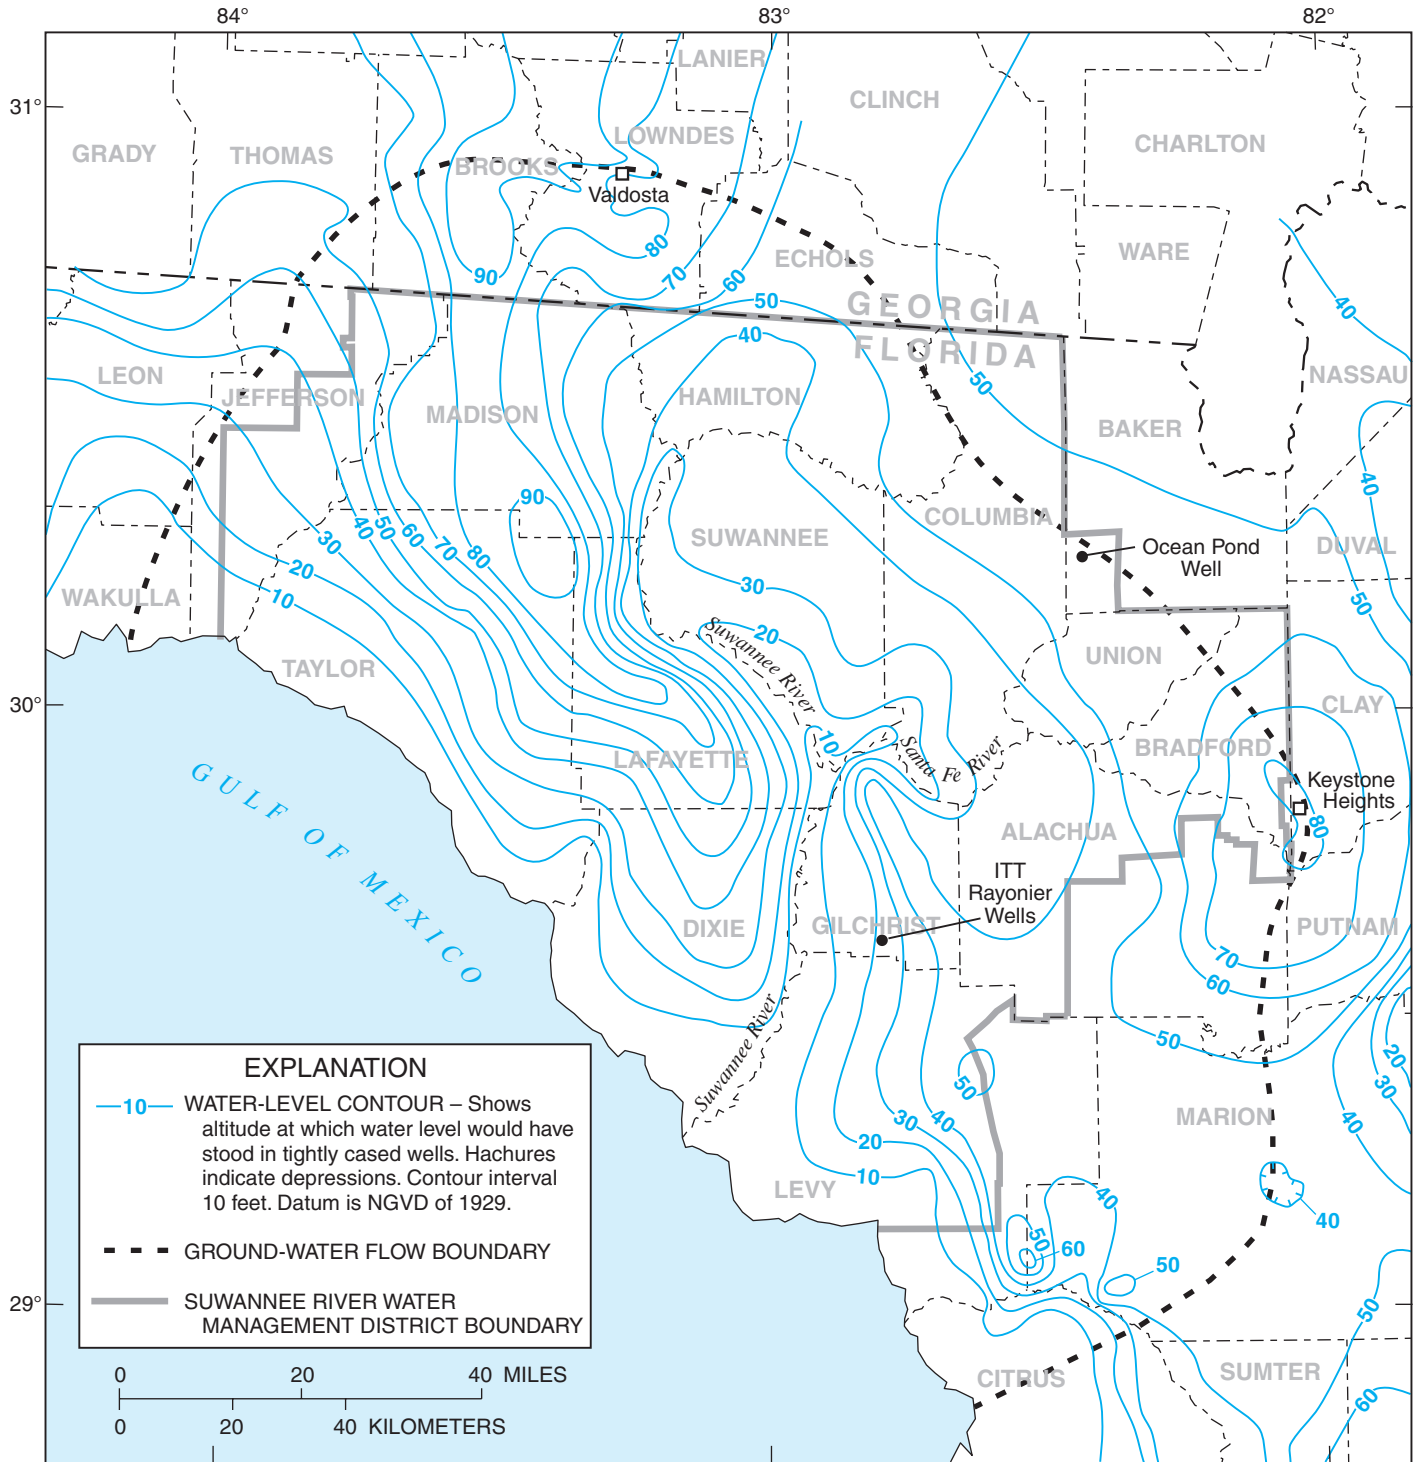 84°
83°
82°
31°
30°
29°
LANIER
CLINCH
GRADY
THOMAS
LOWNDES
CHARLTON
BROOKS
Valdosta
WARE
ECHOLS
80
70
60
90
50
40
40
GEORGIA
FLORIDA
50
LEON
JEFFERSON
MADISON
HAMILTON
NASSAU
BAKER
40
90
SUWANNEE
COLUMBIA
40
50
60
70
80
30
20
10
Ocean Pond
Well
DUVAL
30
50
WAKULLA
20
Suwannee River
TAYLOR
UNION
CLAY
10
Santa Fe River
BRADFORD
LAFAYETTE
Keystone
Heights
80
GULF OF MEXICO
ALACHUA
ITT
Rayonier
Wells
DIXIE
GILCHRIST
PUTNAM
70
60
Suwannee River
50
20
30
40
50
MARION
30
40
20
10
LEVY
40
40
50
60
50
50
CITRUS
SUMTER
60
EXPLANATION
10
WATER-LEVEL CONTOUR – Shows
altitude at which water level would have
stood in tightly cased wells. Hachures
indicate depressions. Contour interval
10 feet. Datum is NGVD of 1929.
GROUND-WATER FLOW BOUNDARY
SUWANNEE RIVER WATER
MANAGEMENT DISTRICT BOUNDARY
0 20 40 MILES
0 20 40 KILOMETERS